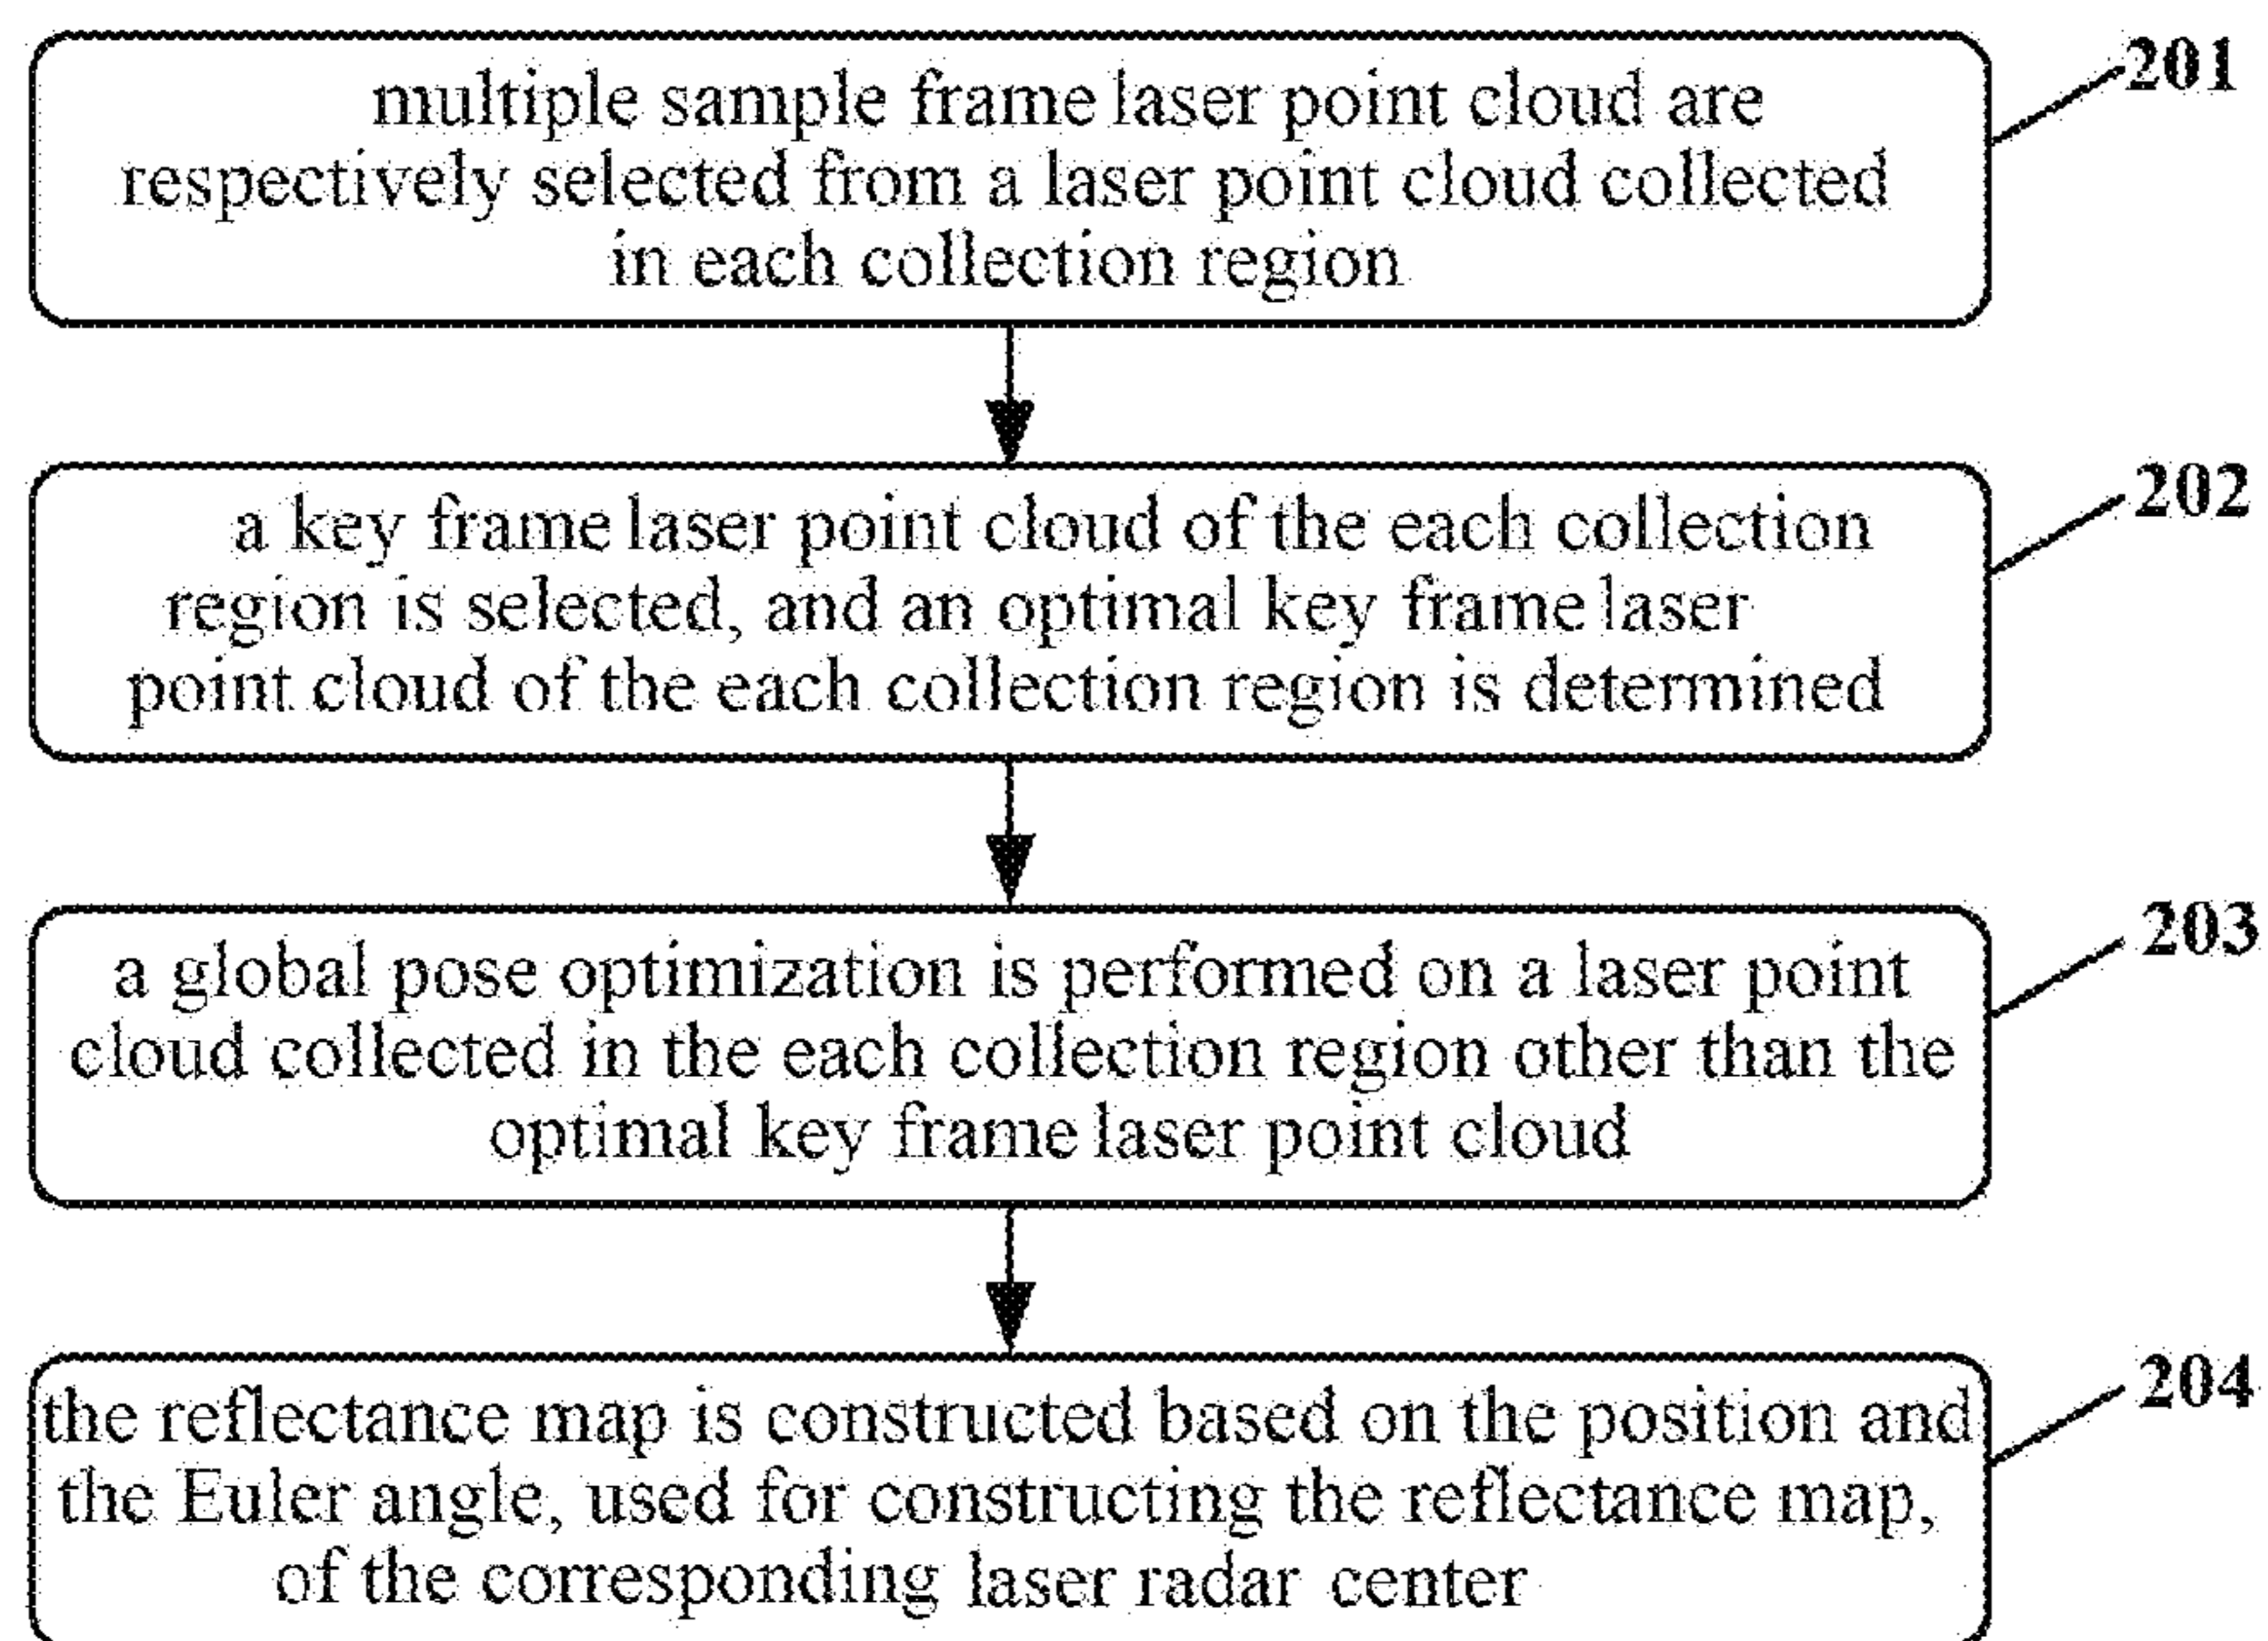 multiple sample frame laser point cloud are
respectively selected from a laser point cloud collected
in each collection region
201
a key frame laser point cloud of the each collection
region is selected, and an optimal key frame laser
point cloud of the each collection region is determined
202
a global pose optimization is performed on a laser point
cloud collected in the each collection region other than the
optimal key frame laser point cloud
203
the reflectance map is constructed based on the position and
the Euler angle, used for constructing the reflectance map,
of the corresponding laser radar center
204